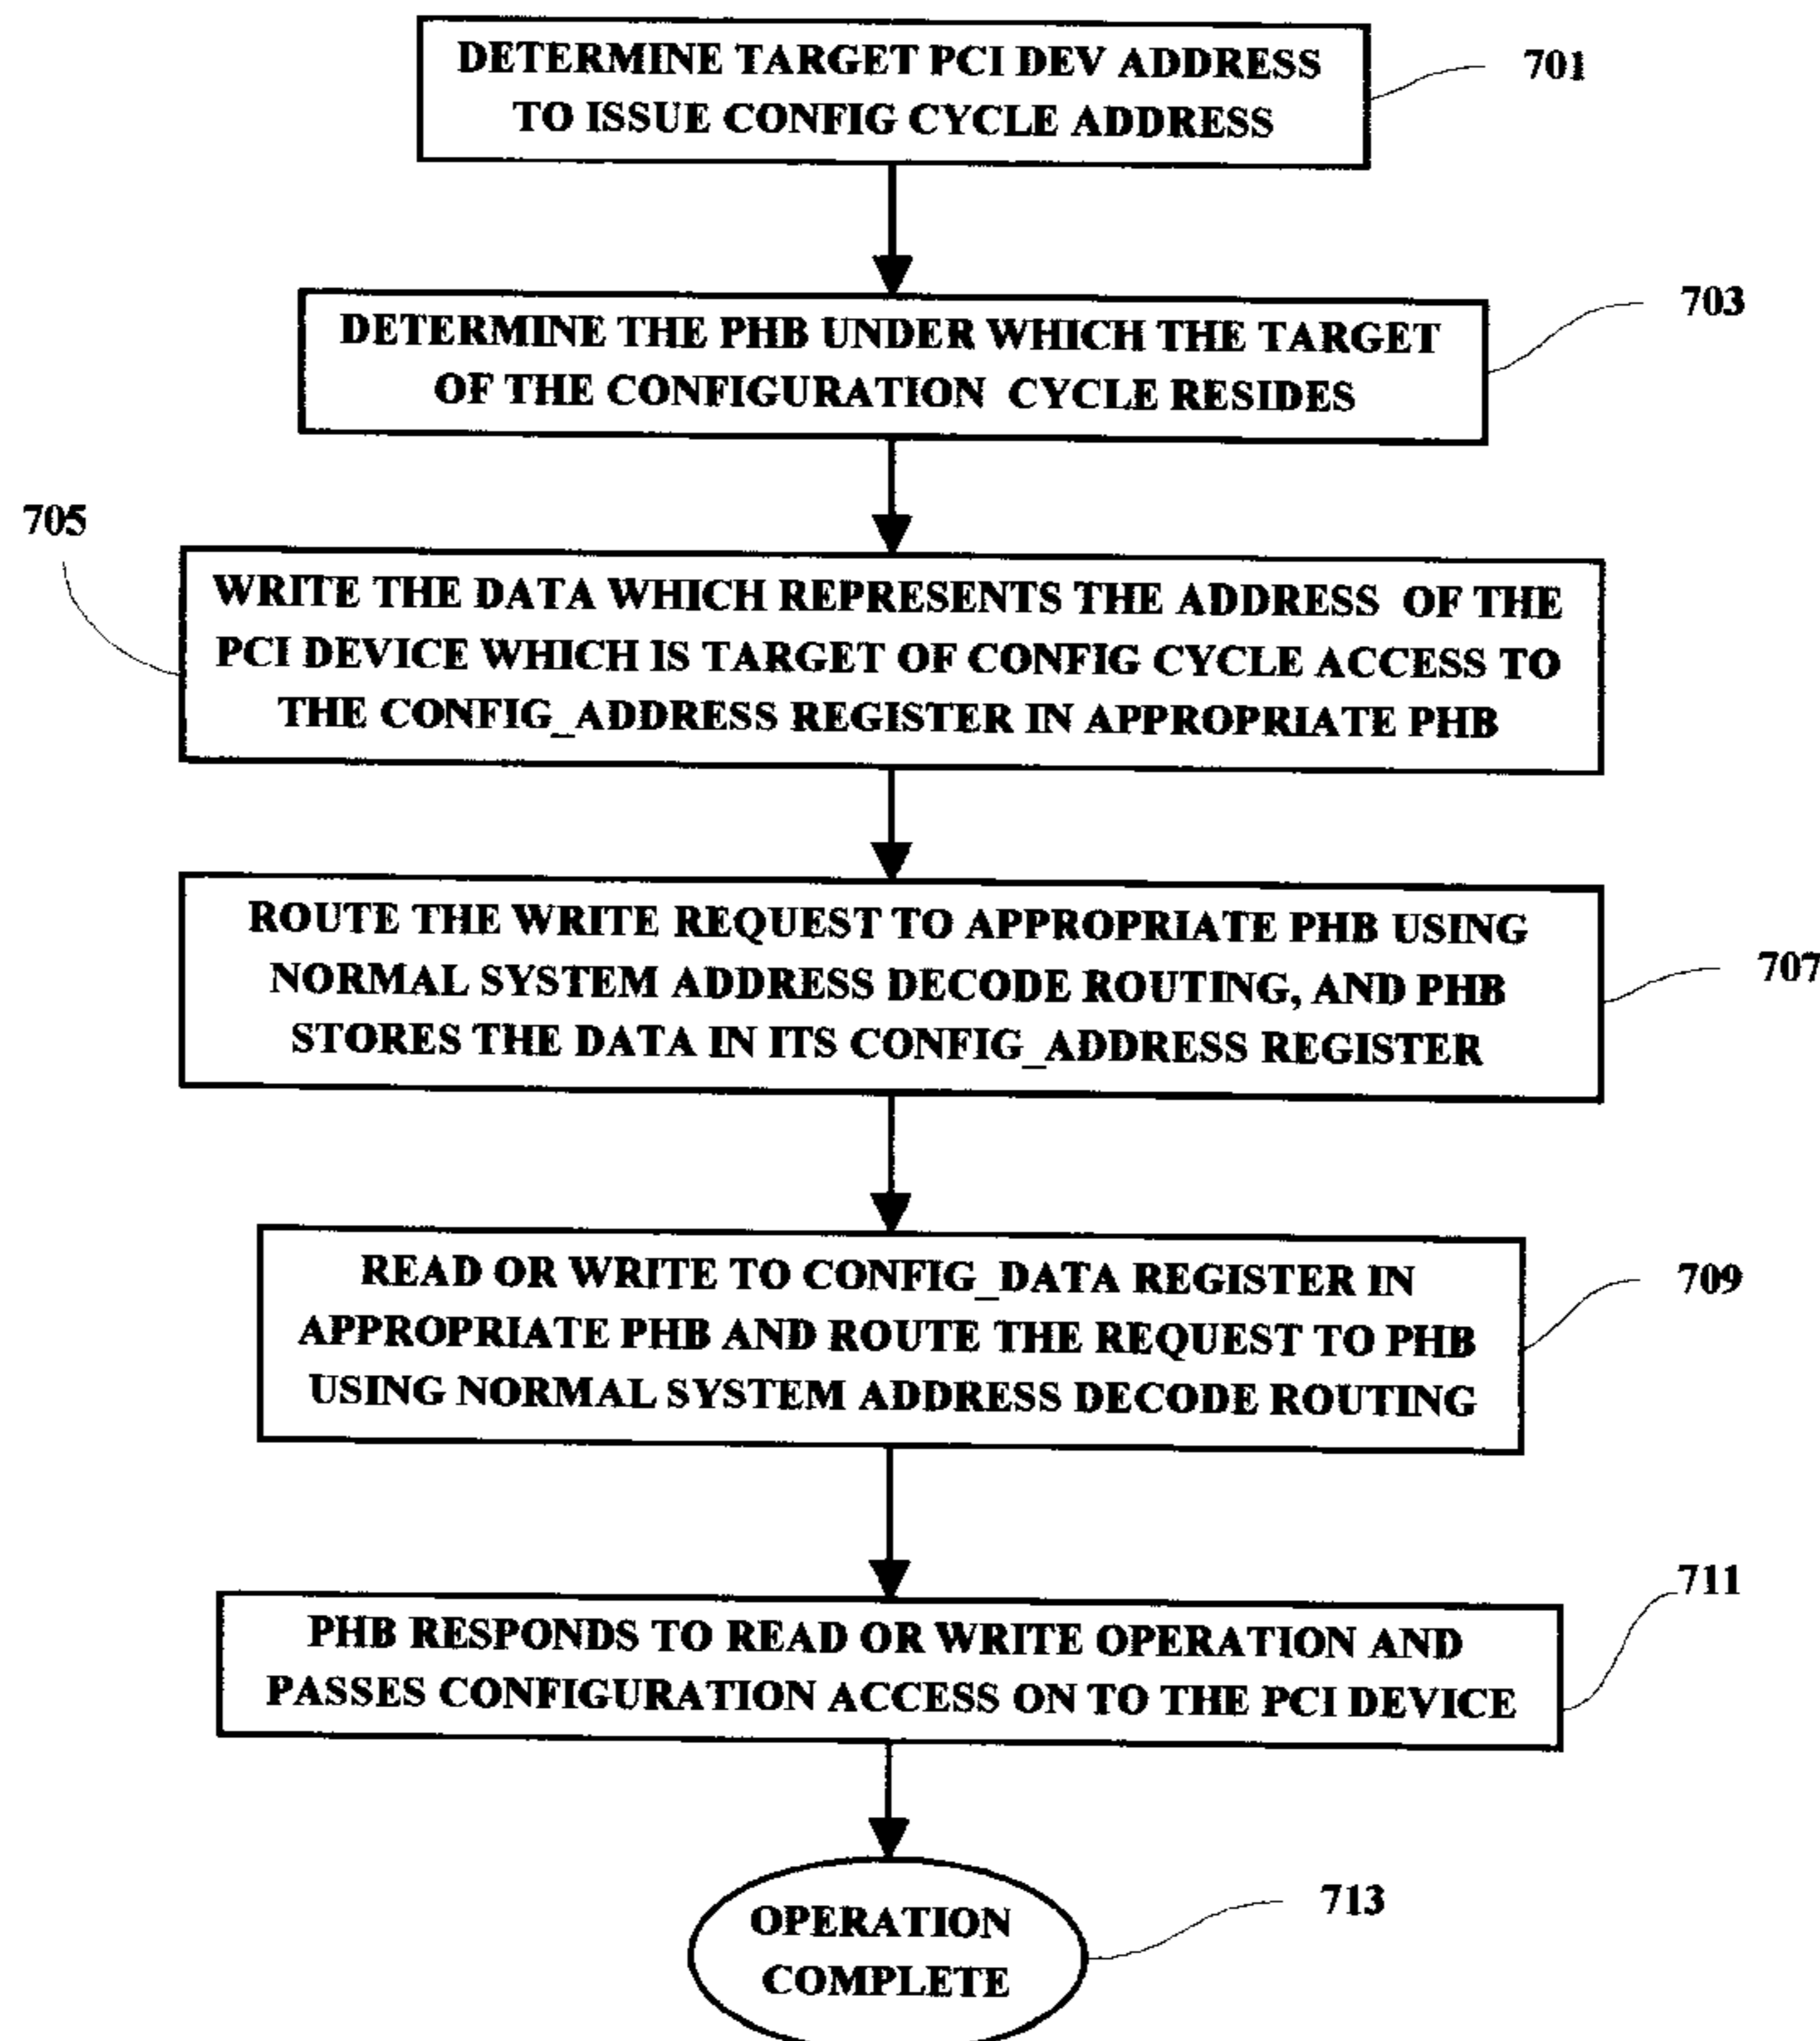 DETERMINE TARGET PCI DEV ADDRESS
TO ISSUE CONFIG CYCLE ADDRESS
701
DETERMINE THE PHB UNDER WHICH THE TARGET
OF THE CONFIGURATION CYCLE RESIDES
703
705
WRITE THE DATA WHICH REPRESENTS THE ADDRESS OF THE
PCI DEVICE WHICH IS TARGET OF CONFIG CYCLE ACCESS TO
THE CONFIG_ADDRESS REGISTER IN APPROPRIATE PHB
ROUTE THE WRITE REQUEST TO APPROPRIATE PHB USING
NORMAL SYSTEM ADDRESS DECODE ROUTING, AND PHB
STORES THE DATA IN ITS CONFIG_ADDRESS REGISTER
707
READ OR WRITE TO CONFIG_DATA REGISTER IN
APPROPRIATE PHB AND ROUTE THE REQUEST TO PHB
USING NORMAL SYSTEM ADDRESS DECODE ROUTING
709
PHB RESPONDS TO READ OR WRITE OPERATION AND
PASSES CONFIGURATION ACCESS ON TO THE PCI DEVICE
711
OPERATION
COMPLETE
713